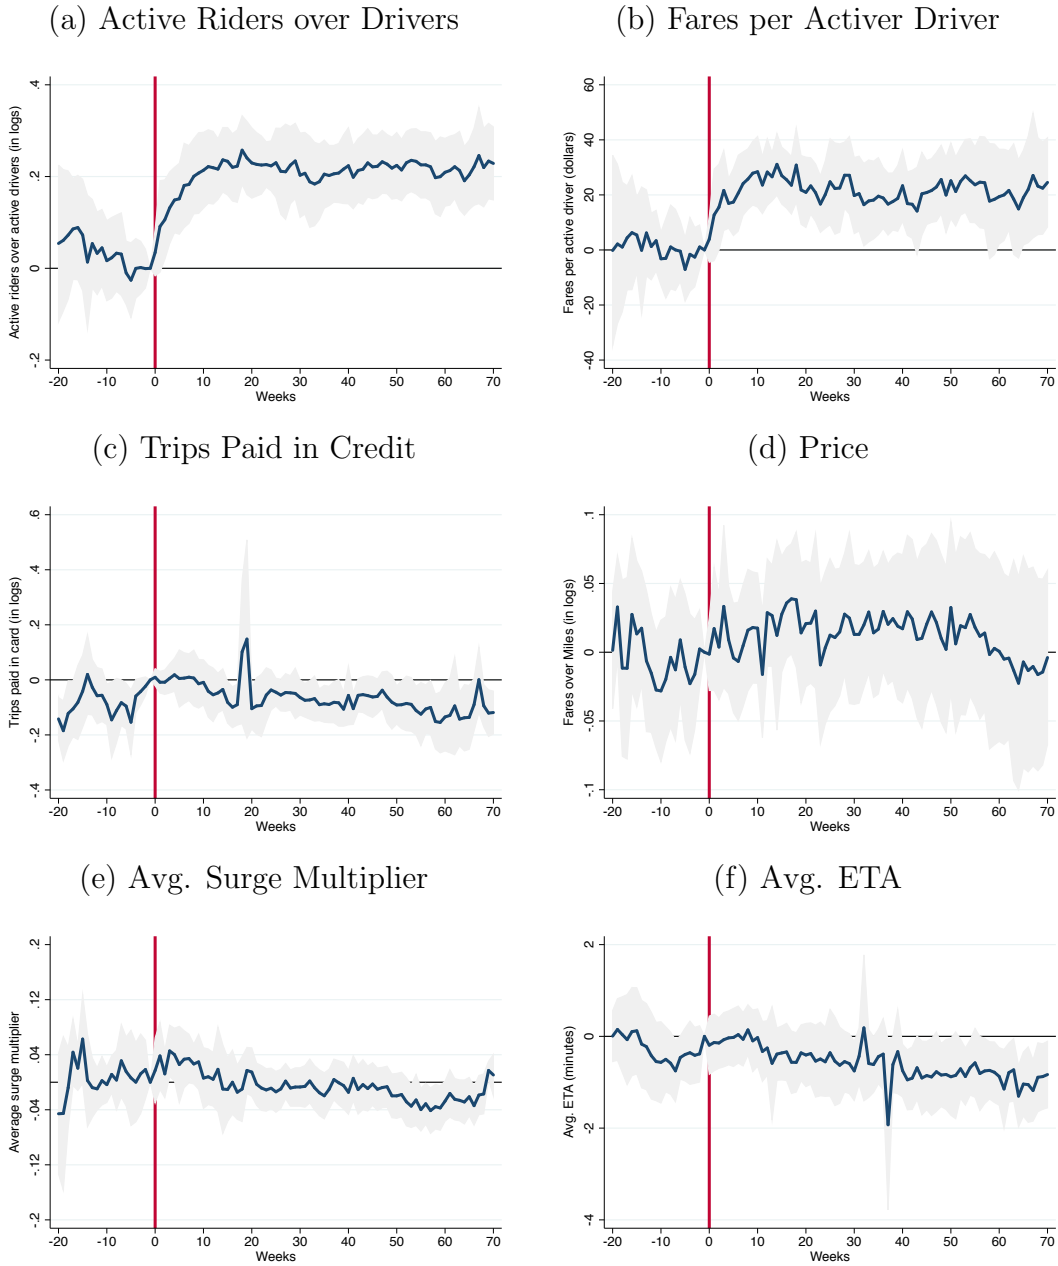 (a) Active Riders over Drivers
Active riders over active drivers (in logs)
.4
.2
0
-.2
-20 -10 0 10 20 30 40 50 60 70
Weeks
(b) Fares per Activer Driver
Fares per active driver (dollars)
60
40
20
0
-20
-40
-20 -10 0 10 20 30 40 50 60 70
Weeks
(c) Trips Paid in Credit
Trips paid in card (in logs)
.6
.4
.2
0
-.2
-.4
-20 -10 0 10 20 30 40 50 60 70
Weeks
(d) Price
Fares over Miles (in logs)
.1
.05
0
-.05
-.1
-20 -10 0 10 20 30 40 50 60 70
Weeks
(e) Avg. Surge Multiplier
Average surge multiplier
.2
.12
.04
-.04
-.12
-.2
-20 -10 0 10 20 30 40 50 60 70
Weeks
(f) Avg. ETA
Avg. ETA (minutes)
2
0
-2
-4
-20 -10 0 10 20 30 40 50 60 70
Weeks